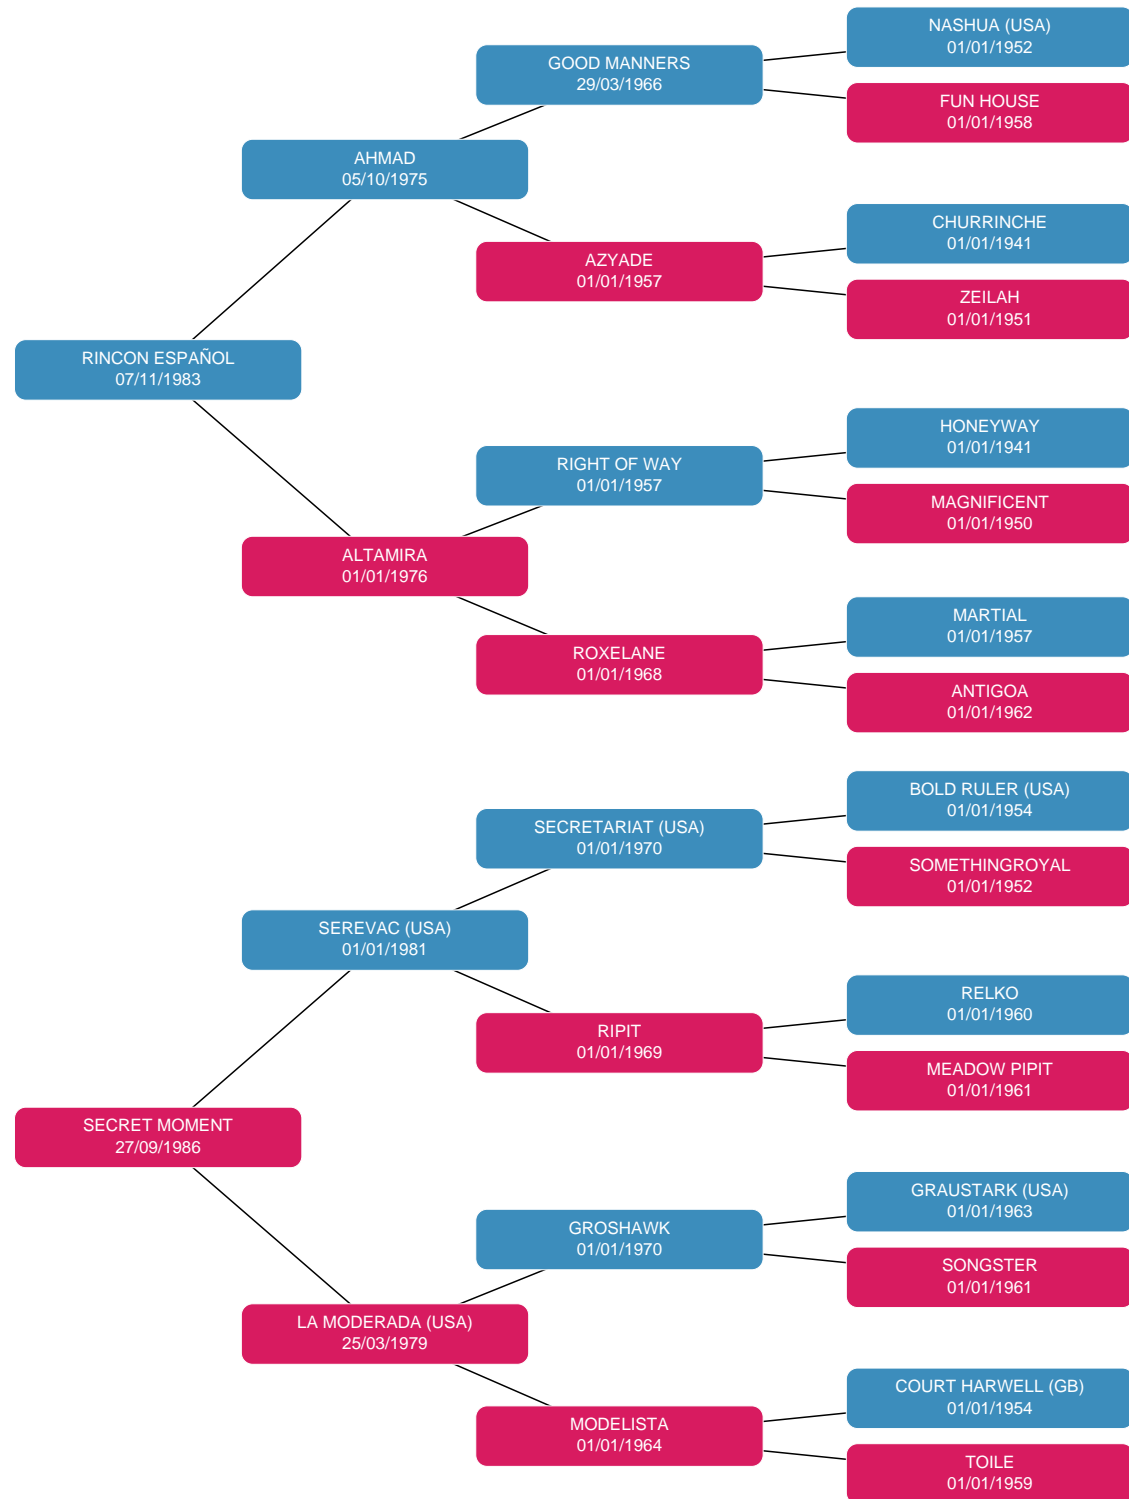 NASHUA (USA)
01/01/1952
GOOD MANNERS
29/03/1966
FUN HOUSE
01/01/1958
AHMAD
05/10/1975
CHURRINCHE
01/01/1941
AZYADE
01/01/1957
ZEILAH
01/01/1951
RINCON ESPAÑOL
07/11/1983
HONEYWAY
01/01/1941
RIGHT OF WAY
01/01/1957
MAGNIFICENT
01/01/1950
ALTAMIRA
01/01/1976
MARTIAL
01/01/1957
ROXELANE
01/01/1968
ANTIGOA
01/01/1962
BOLD RULER (USA)
01/01/1954
SECRETARIAT (USA)
01/01/1970
SOMETHINGROYAL
01/01/1952
SEREVAC (USA)
01/01/1981
RELKO
01/01/1960
RIPIT
01/01/1969
MEADOW PIPIT
01/01/1961
SECRET MOMENT
27/09/1986
GRAUSTARK (USA)
01/01/1963
GROSHAWK
01/01/1970
SONGSTER
01/01/1961
LA MODERADA (USA)
25/03/1979
COURT HARWELL (GB)
01/01/1954
MODELISTA
01/01/1964
TOILE
01/01/1959